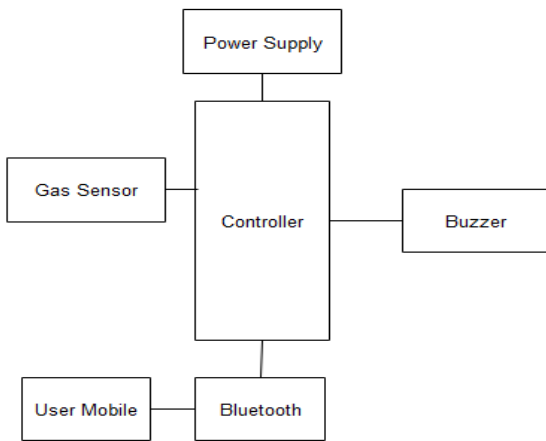 Power Supply
Gas Sensor
Controller
Buzzer
User Mobile
Bluetooth